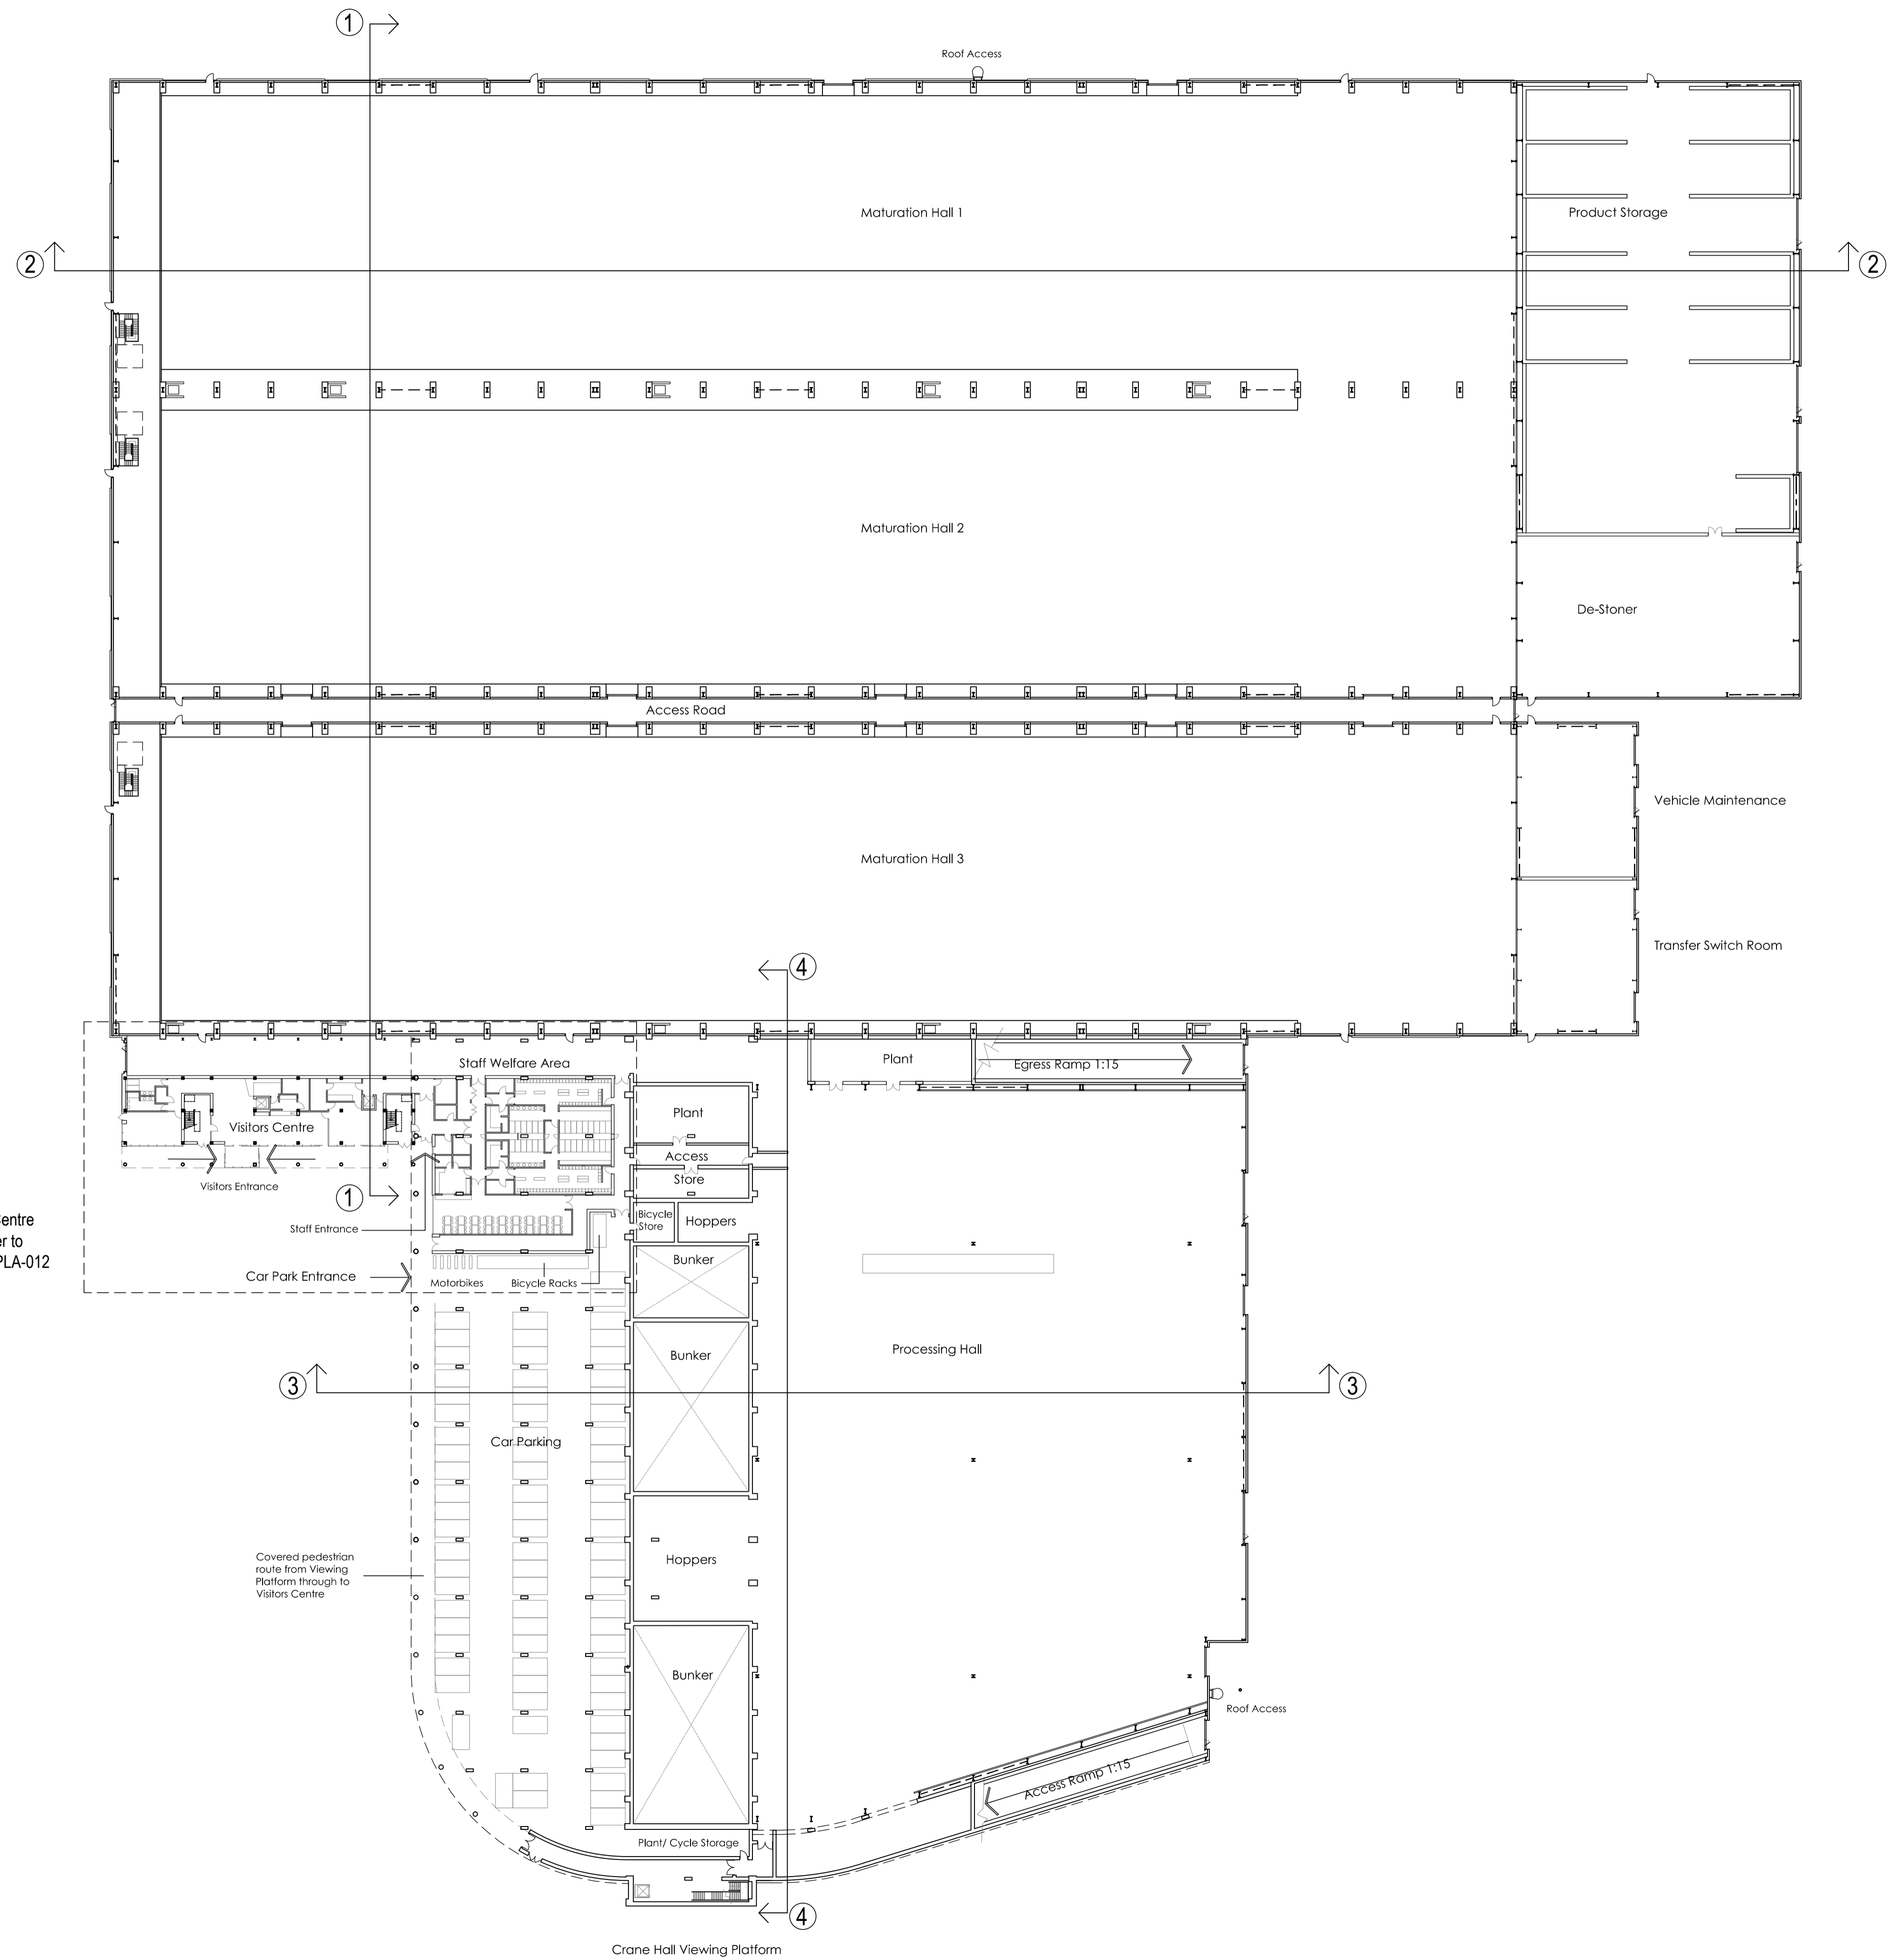 1
Roof Access
Maturation Hall 1
Product Storage
2
2
Maturation Hall 2
De-Stoner
Access Road
Vehicle Maintenance
Maturation Hall 3
Transfer Switch Room
4
Staff Welfare Area
Plant
Egress Ramp 1:15
Plant
Visitors Centre
Access
Store
Visitors Entrance
1
Staff Entrance
Bicycle
Store
Hoppers
entre
er to
PLA-012
Bunker
Car Park Entrance
Motorbikes
Bicycle Racks
Processing Hall
Bunker
3
3
Car Parking
Covered pedestrian
route from Viewing
Platform through to
Visitors Centre
Hoppers
Bunker
Roof Access
Access Ramp 1:15
Plant/ Cycle Storage
4
Crane Hall Viewing Platform